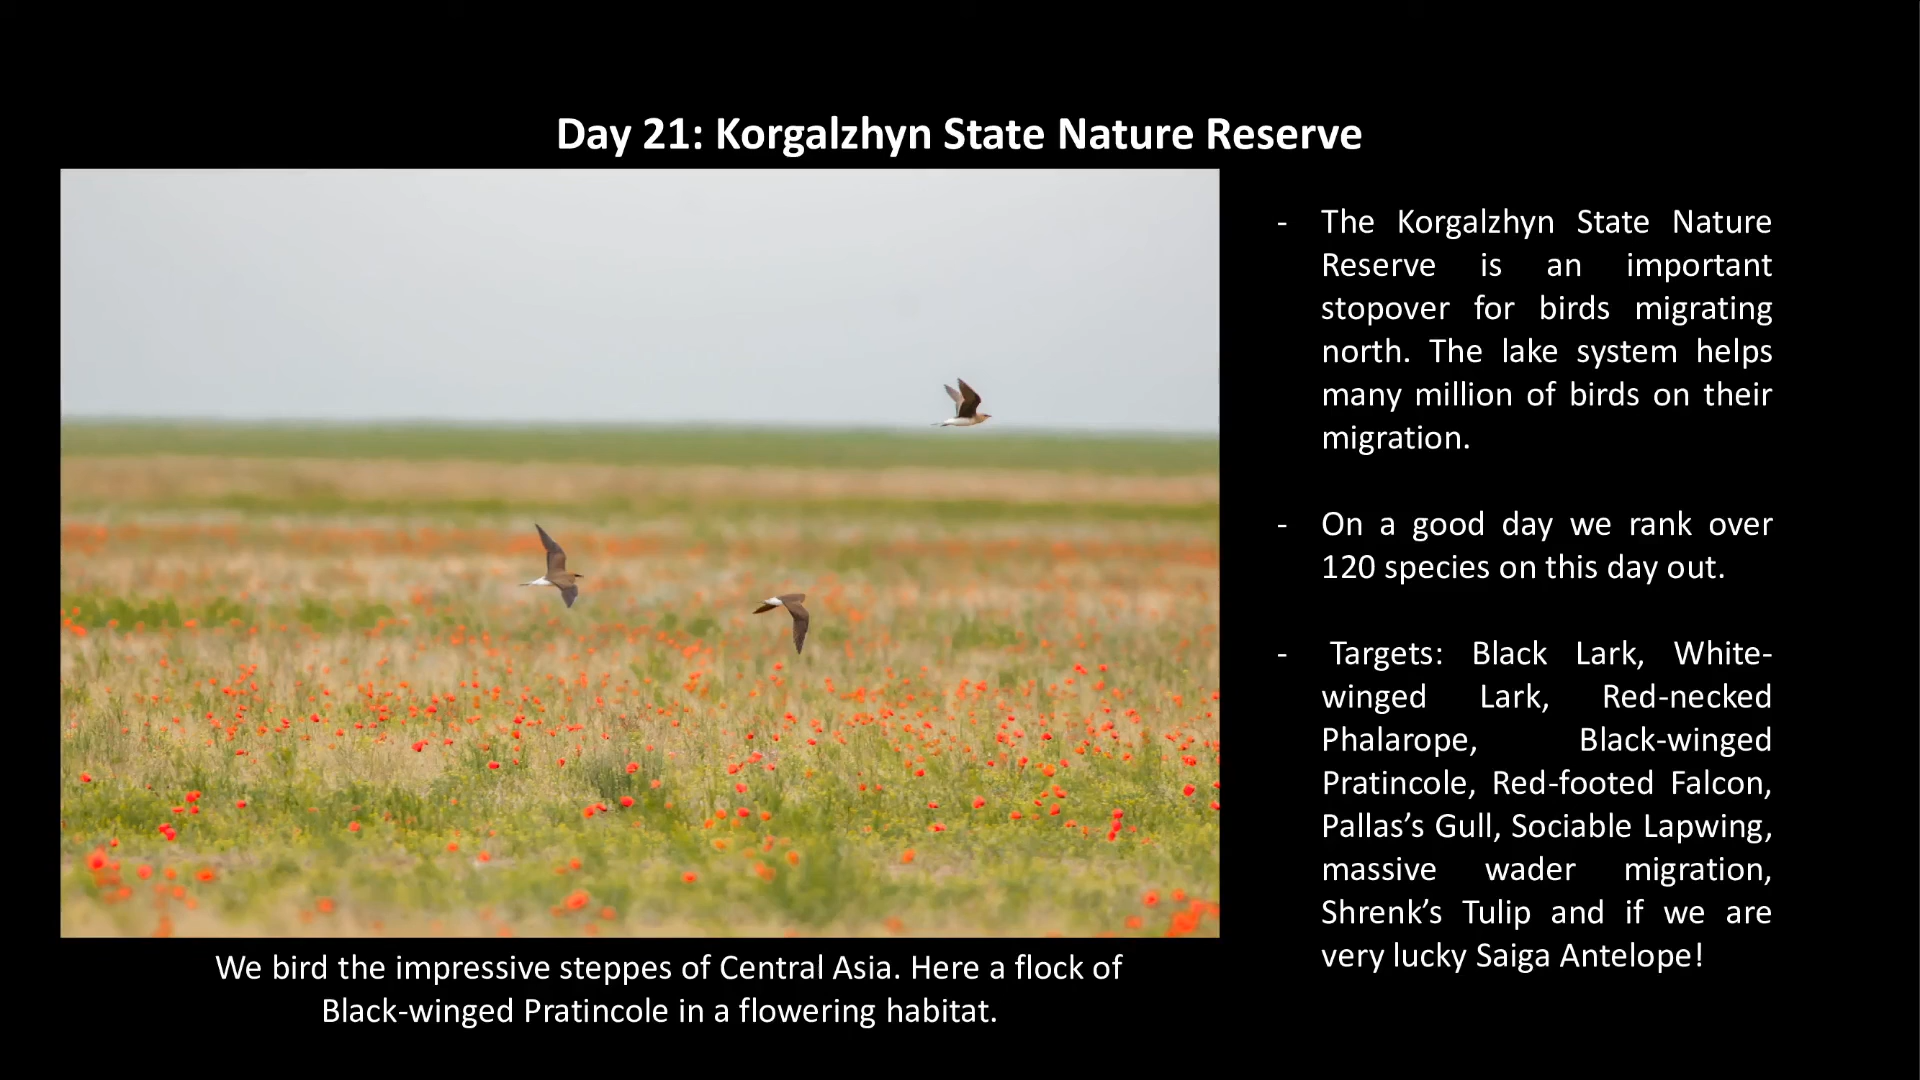 Day 21: Korgalzhyn State Nature Reserve
- The Korgalzhyn State Nature
Reserve is an important
stopover for birds migrating
north. The lake system helps
many million of birds on their
migration.
- On a good day we rank over
120 species on this day out.
- Targets: Black Lark, White-
winged Lark, Red-necked
Phalarope, Black-winged
Pratincole, Red-footed Falcon,
Pallas’s Gull, Sociable Lapwing,
massive wader migration,
Shrenk’s Tulip and if we are
very lucky Saiga Antelope!
We bird the impressive steppes of Central Asia. Here a flock of
Black-winged Pratincole in a flowering habitat.